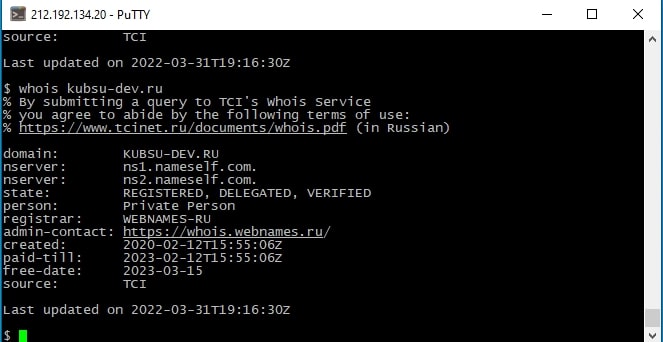 212.192.134.20 - PuTTY
source: TCI
Last updated on 2022-03-31T19:16:30Z
$ whois kubsu-dev.ru
% By submitting a query to TCI's Whois Service
% you agree to abide by the following terms of use:
% https://www.tcinet.ru/documents/whois.pdf (in Russian)
domain: KUBSU-DEV.RU
nserver: ns1.nameself.com.
nserver: ns2.nameself.com.
state: REGISTERED, DELEGATED, VERIFIED
person: Private Person
registrar: WEBNAMES-RU
admin-contact: https://whois.webnames.ru/
created: 2020-02-12T15:55:06Z
paid-till: 2023-02-12T15:55:06Z
free-date: 2023-03-15
source: TCI
Last updated on 2022-03-31T19:16:30Z
$